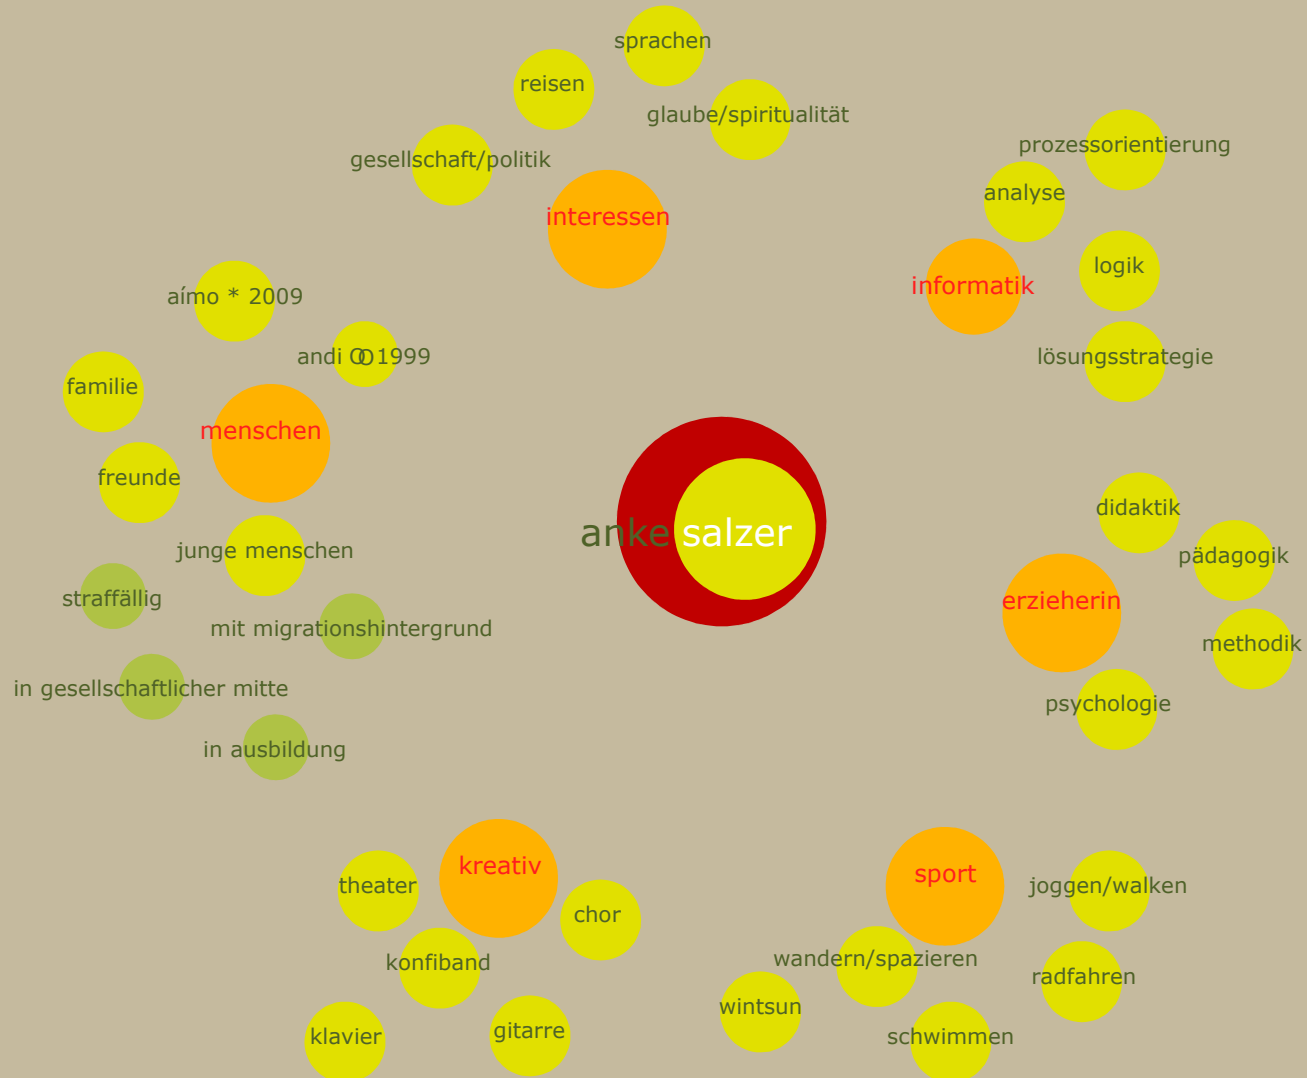 sprachen
reisen
glaube/spiritualität
gesellschaft/politik
interessen
prozessorientierung
analyse
logik
informatik
lösungsstrategie
aímo * 2009
andi OO 1999
familie
menschen
freunde
junge menschen
straffällig
mit migrationshintergrund
in gesellschaftlicher mitte
in ausbildung
anke salzer
didaktik
pädagogik
erzieherin
methodik
psychologie
kreativ
theater
chor
konfiband
klavier
gitarre
sport
joggen/walken
wandern/spazieren
radfahren
wintsun
schwimmen